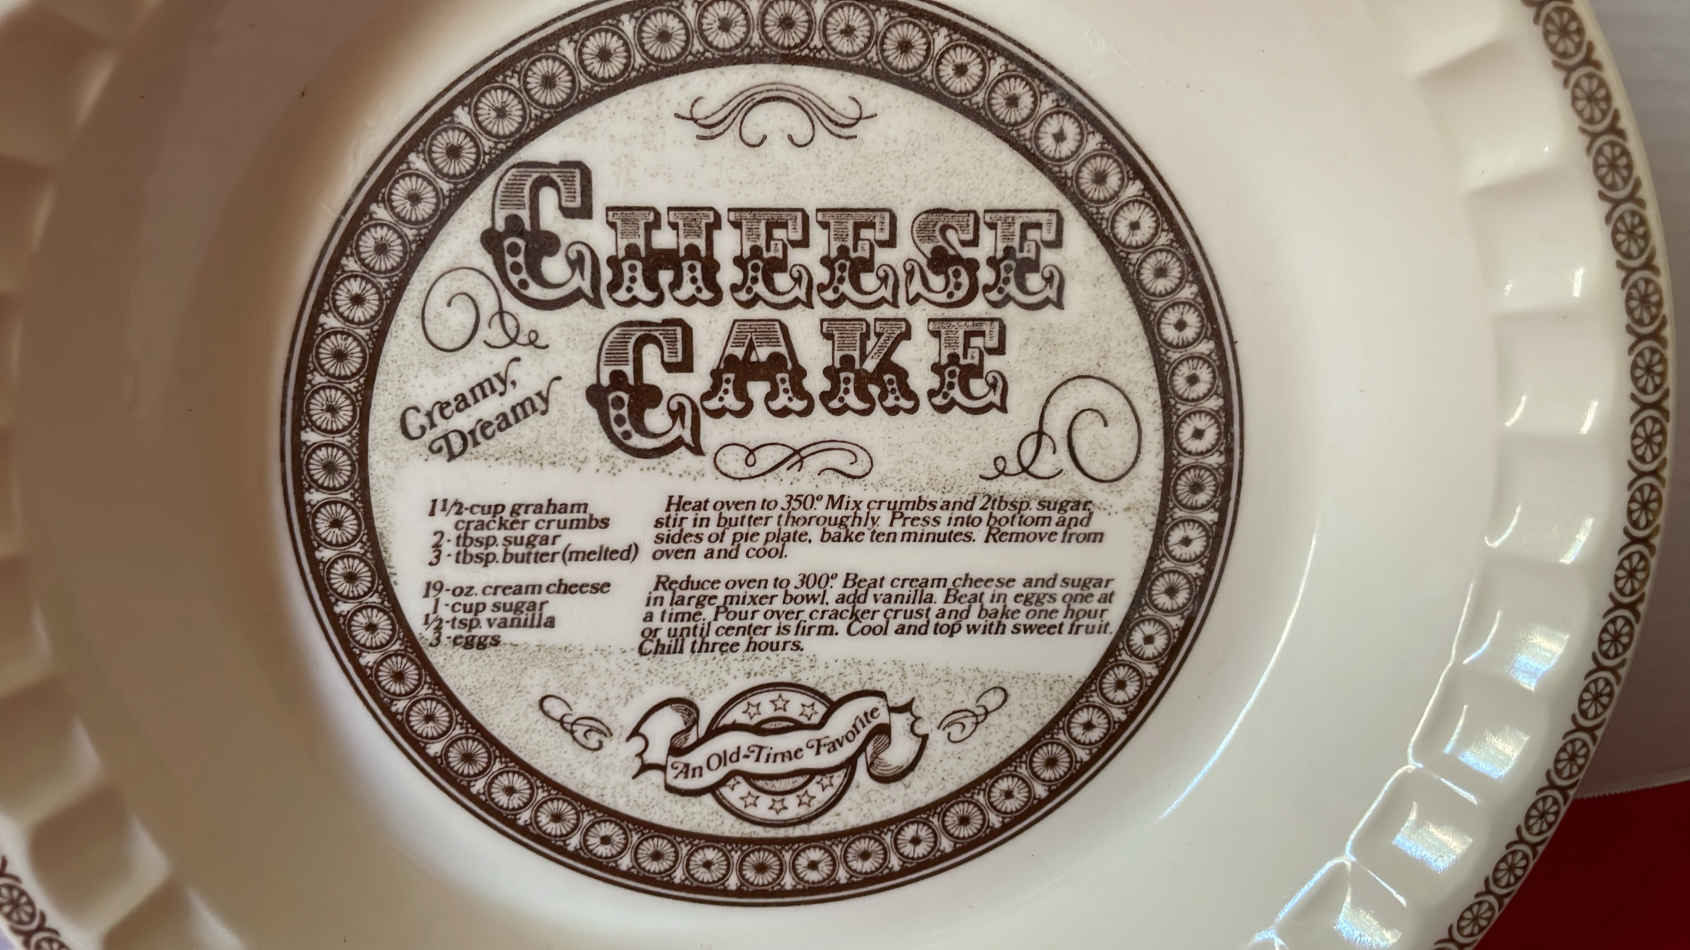 CHEESE
CAKE
Creamy,
Dreamy
1 1/2-cup graham
cracker crumbs
2-tbsp. sugar
3-tbsp. butter (melted)
Heat oven to 350° Mix crumbs and 2tbsp. sugar,
stir in butter thoroughly. Press into bottom and
sides of pie plate, bake ten minutes. Remove from
oven and cool.
19-oz. cream cheese
1-cup sugar
1/2-tsp. vanilla
3-eggs
Reduce oven to 300° Beat cream cheese and sugar
in large mixer bowl, add vanilla. Beat in eggs one at
a time. Pour over cracker crust and bake one hour
or until center is firm. Cool and top with sweet fruit.
Chill three hours.
An Old-Time Favorite